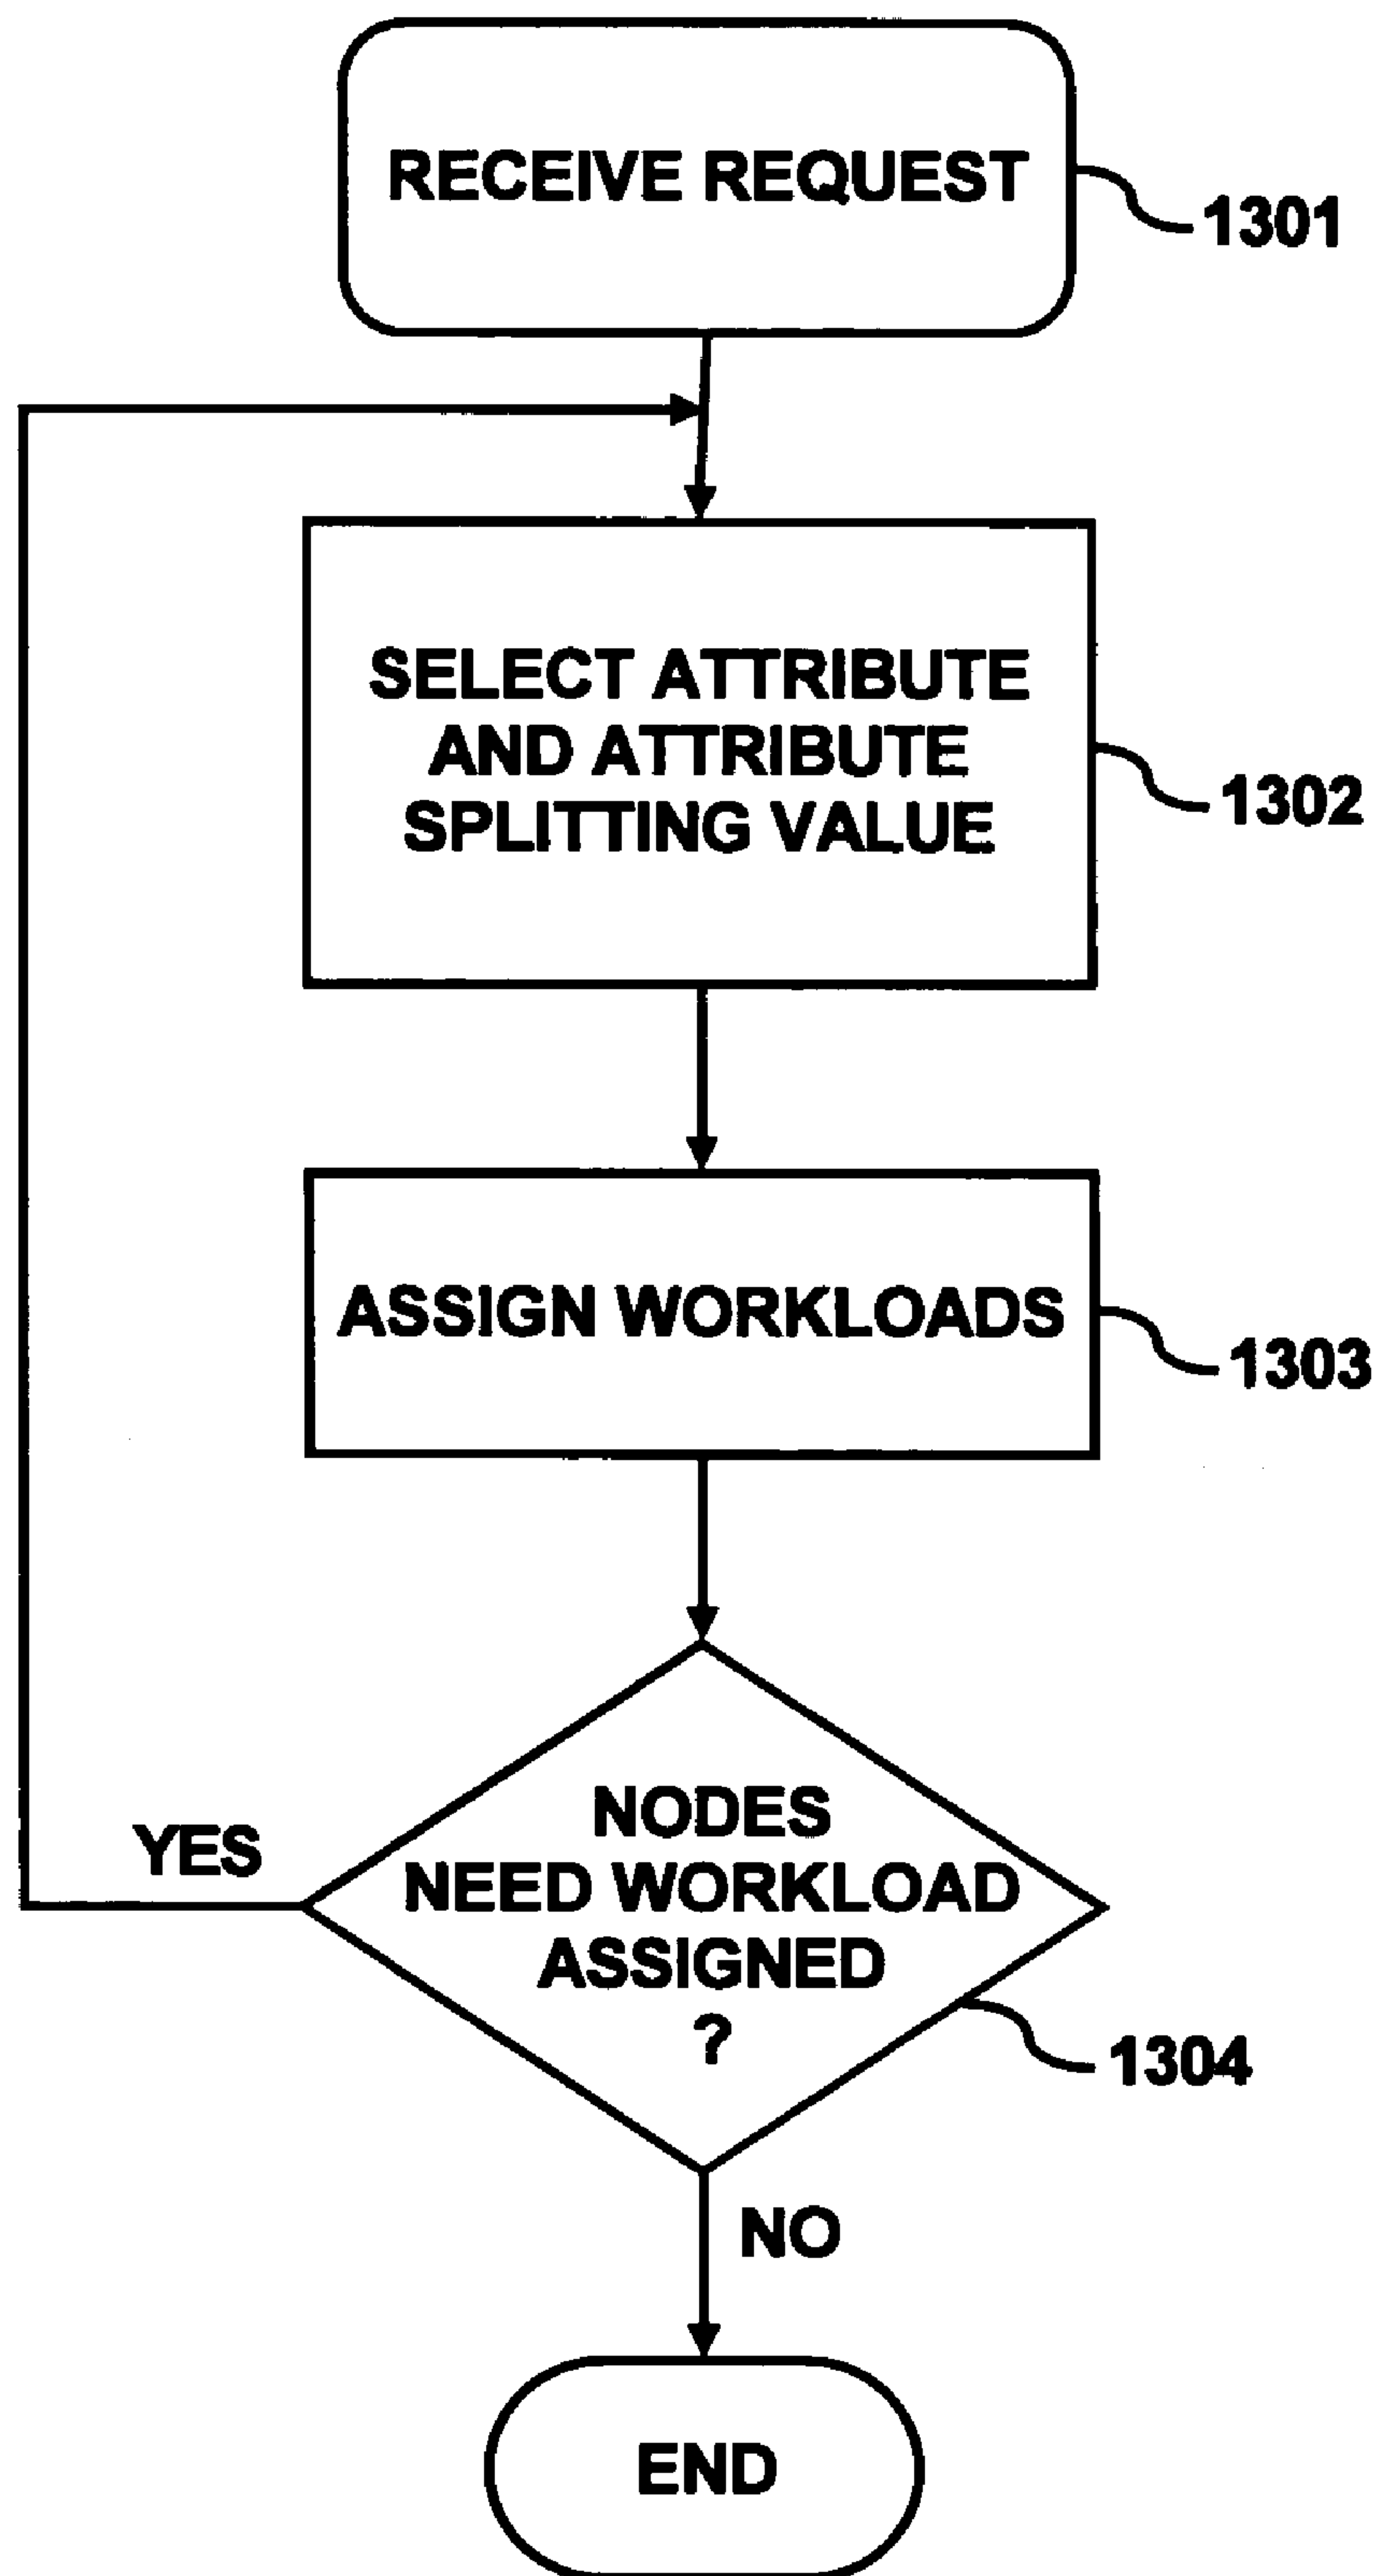 RECEIVE REQUEST
1301
SELECT ATTRIBUTE
AND ATTRIBUTE
SPLITTING VALUE
1302
ASSIGN WORKLOADS
1303
NODES
NEED WORKLOAD
ASSIGNED
?
YES
1304
NO
END